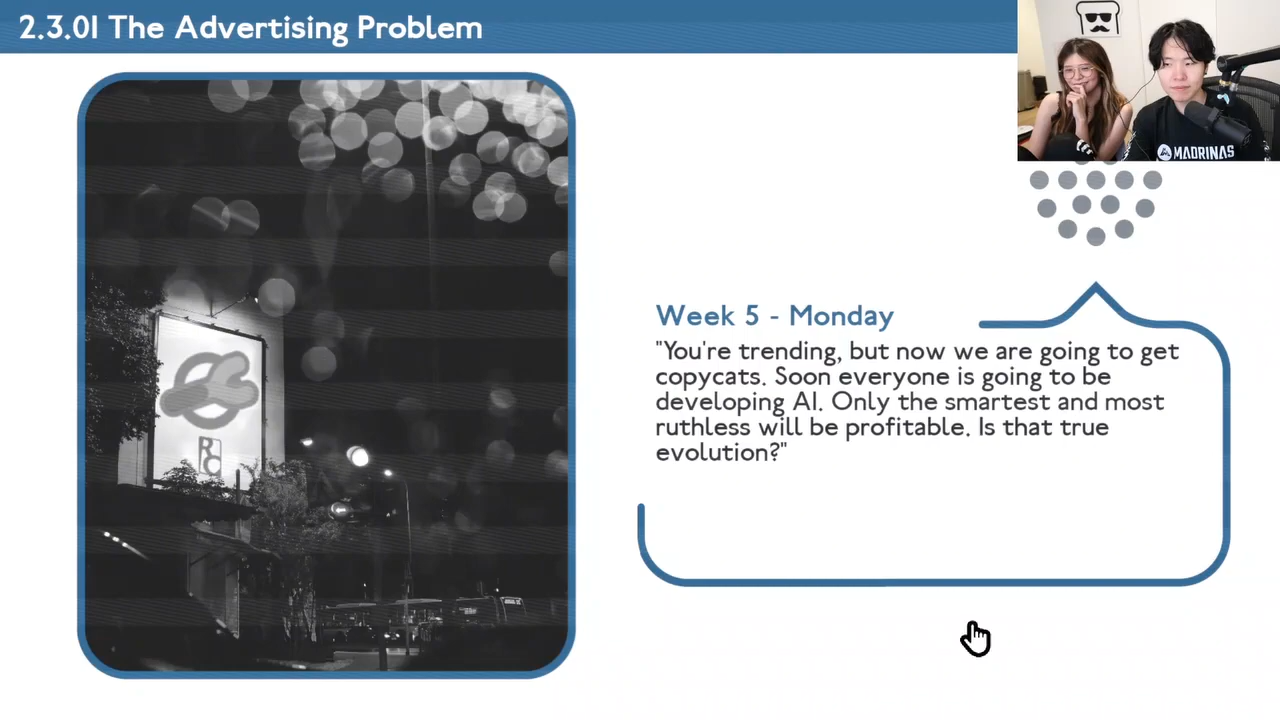 2.3.01 The Advertising Problem
MADRINAS
Week 5 - Monday
"You're trending, but now we are going to get
copycats. Soon everyone is going to be
developing AI. Only the smartest and most
ruthless will be profitable. Is that true
evolution?"